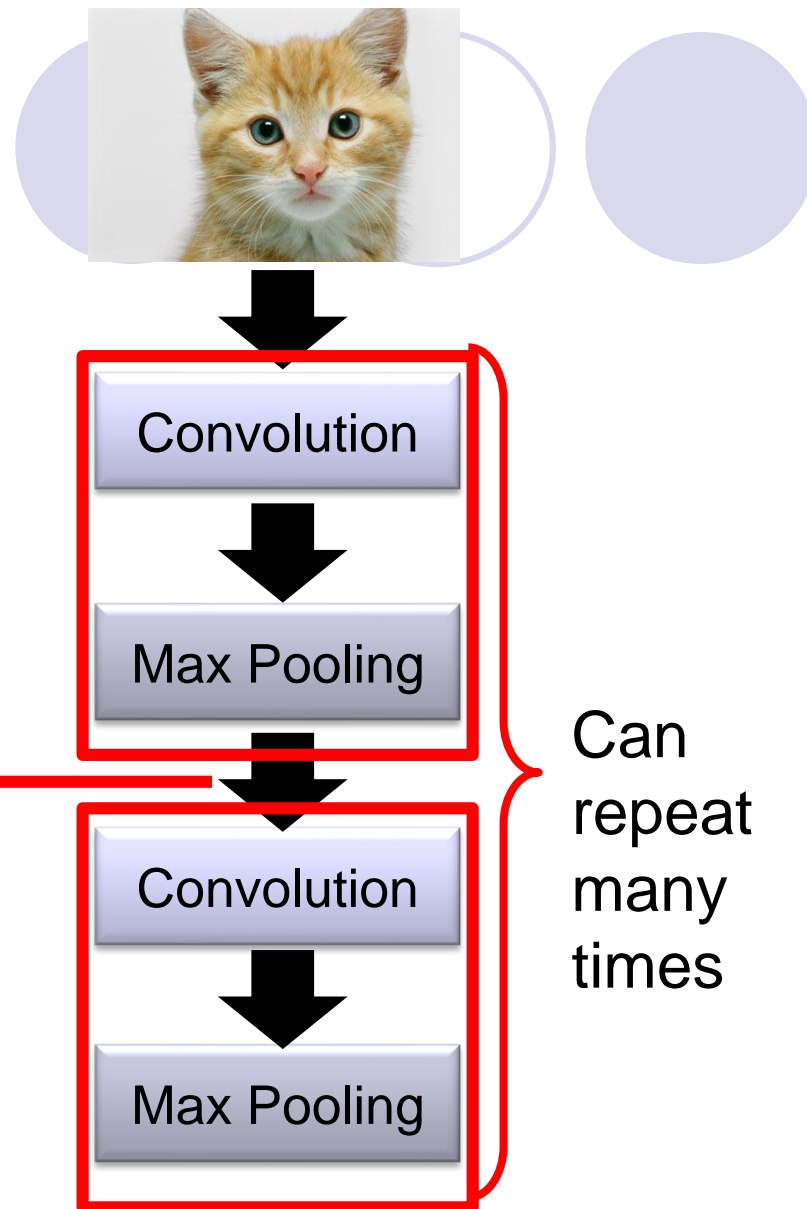 Convolution
Max Pooling
Can
repeat
many
times
Convolution
Max Pooling